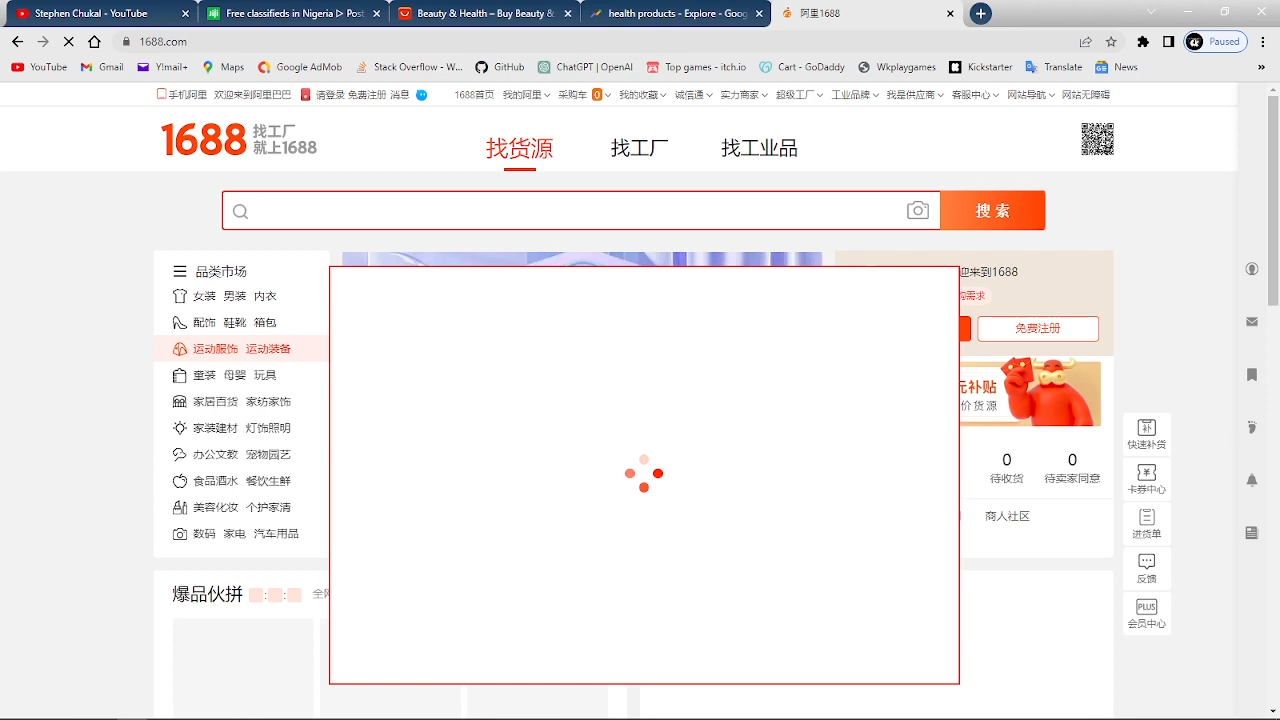 Stephen Chukal - YouTube
Free classifieds in Nigeria ▷ Post
Beauty & Health – Buy Beauty &
health products - Explore - Goog
阿里1688
1688.com
Paused
YouTube
Gmail
Y!mail+
Maps
Google AdMob
Stack Overflow - W...
GitHub
ChatGPT | OpenAI
Top games - itch.io
Cart - GoDaddy
Wkplaygames
Kickstarter
Translate
News
»
手机阿里 欢迎来到阿里巴巴 请登录 免费注册 消息
1688首页 我的阿里 采购车 0 我的收藏 诚信通 实力商家 超级工厂 工业品牌 我是供应商 客服中心 网站导航 网站无障碍
1688 找工厂
就上1688
找货源
找工厂
找工业品
搜 索
品类市场
女装 男装 内衣
配饰 鞋靴 箱包
运动服饰 运动装备
童装 母婴 玩具
家居百货 家纺家饰
家装建材 灯饰照明
办公文教 宠物园艺
食品酒水 餐饮生鲜
美容化妆 个护家清
数码 家电 汽车用品
迎来到1688
购需求
免费注册
元补贴
价货源
0
待收货
0
待卖家同意
商人社区
补
快速补货
¥
卡券中心
进货单
反馈
PLUS
会员中心
爆品伙拼 : : 全网